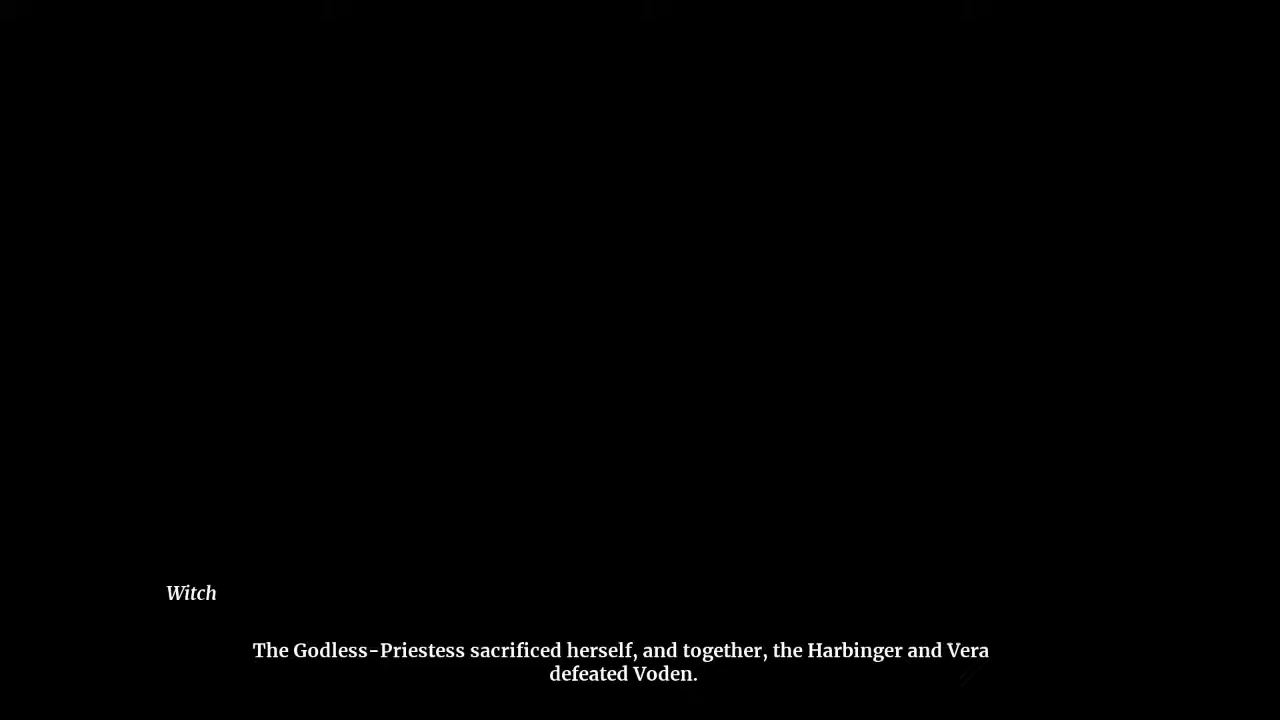 Witch
The Godless-Priestess sacrificed herself, and together, the Harbinger and Vera
defeated Voden.